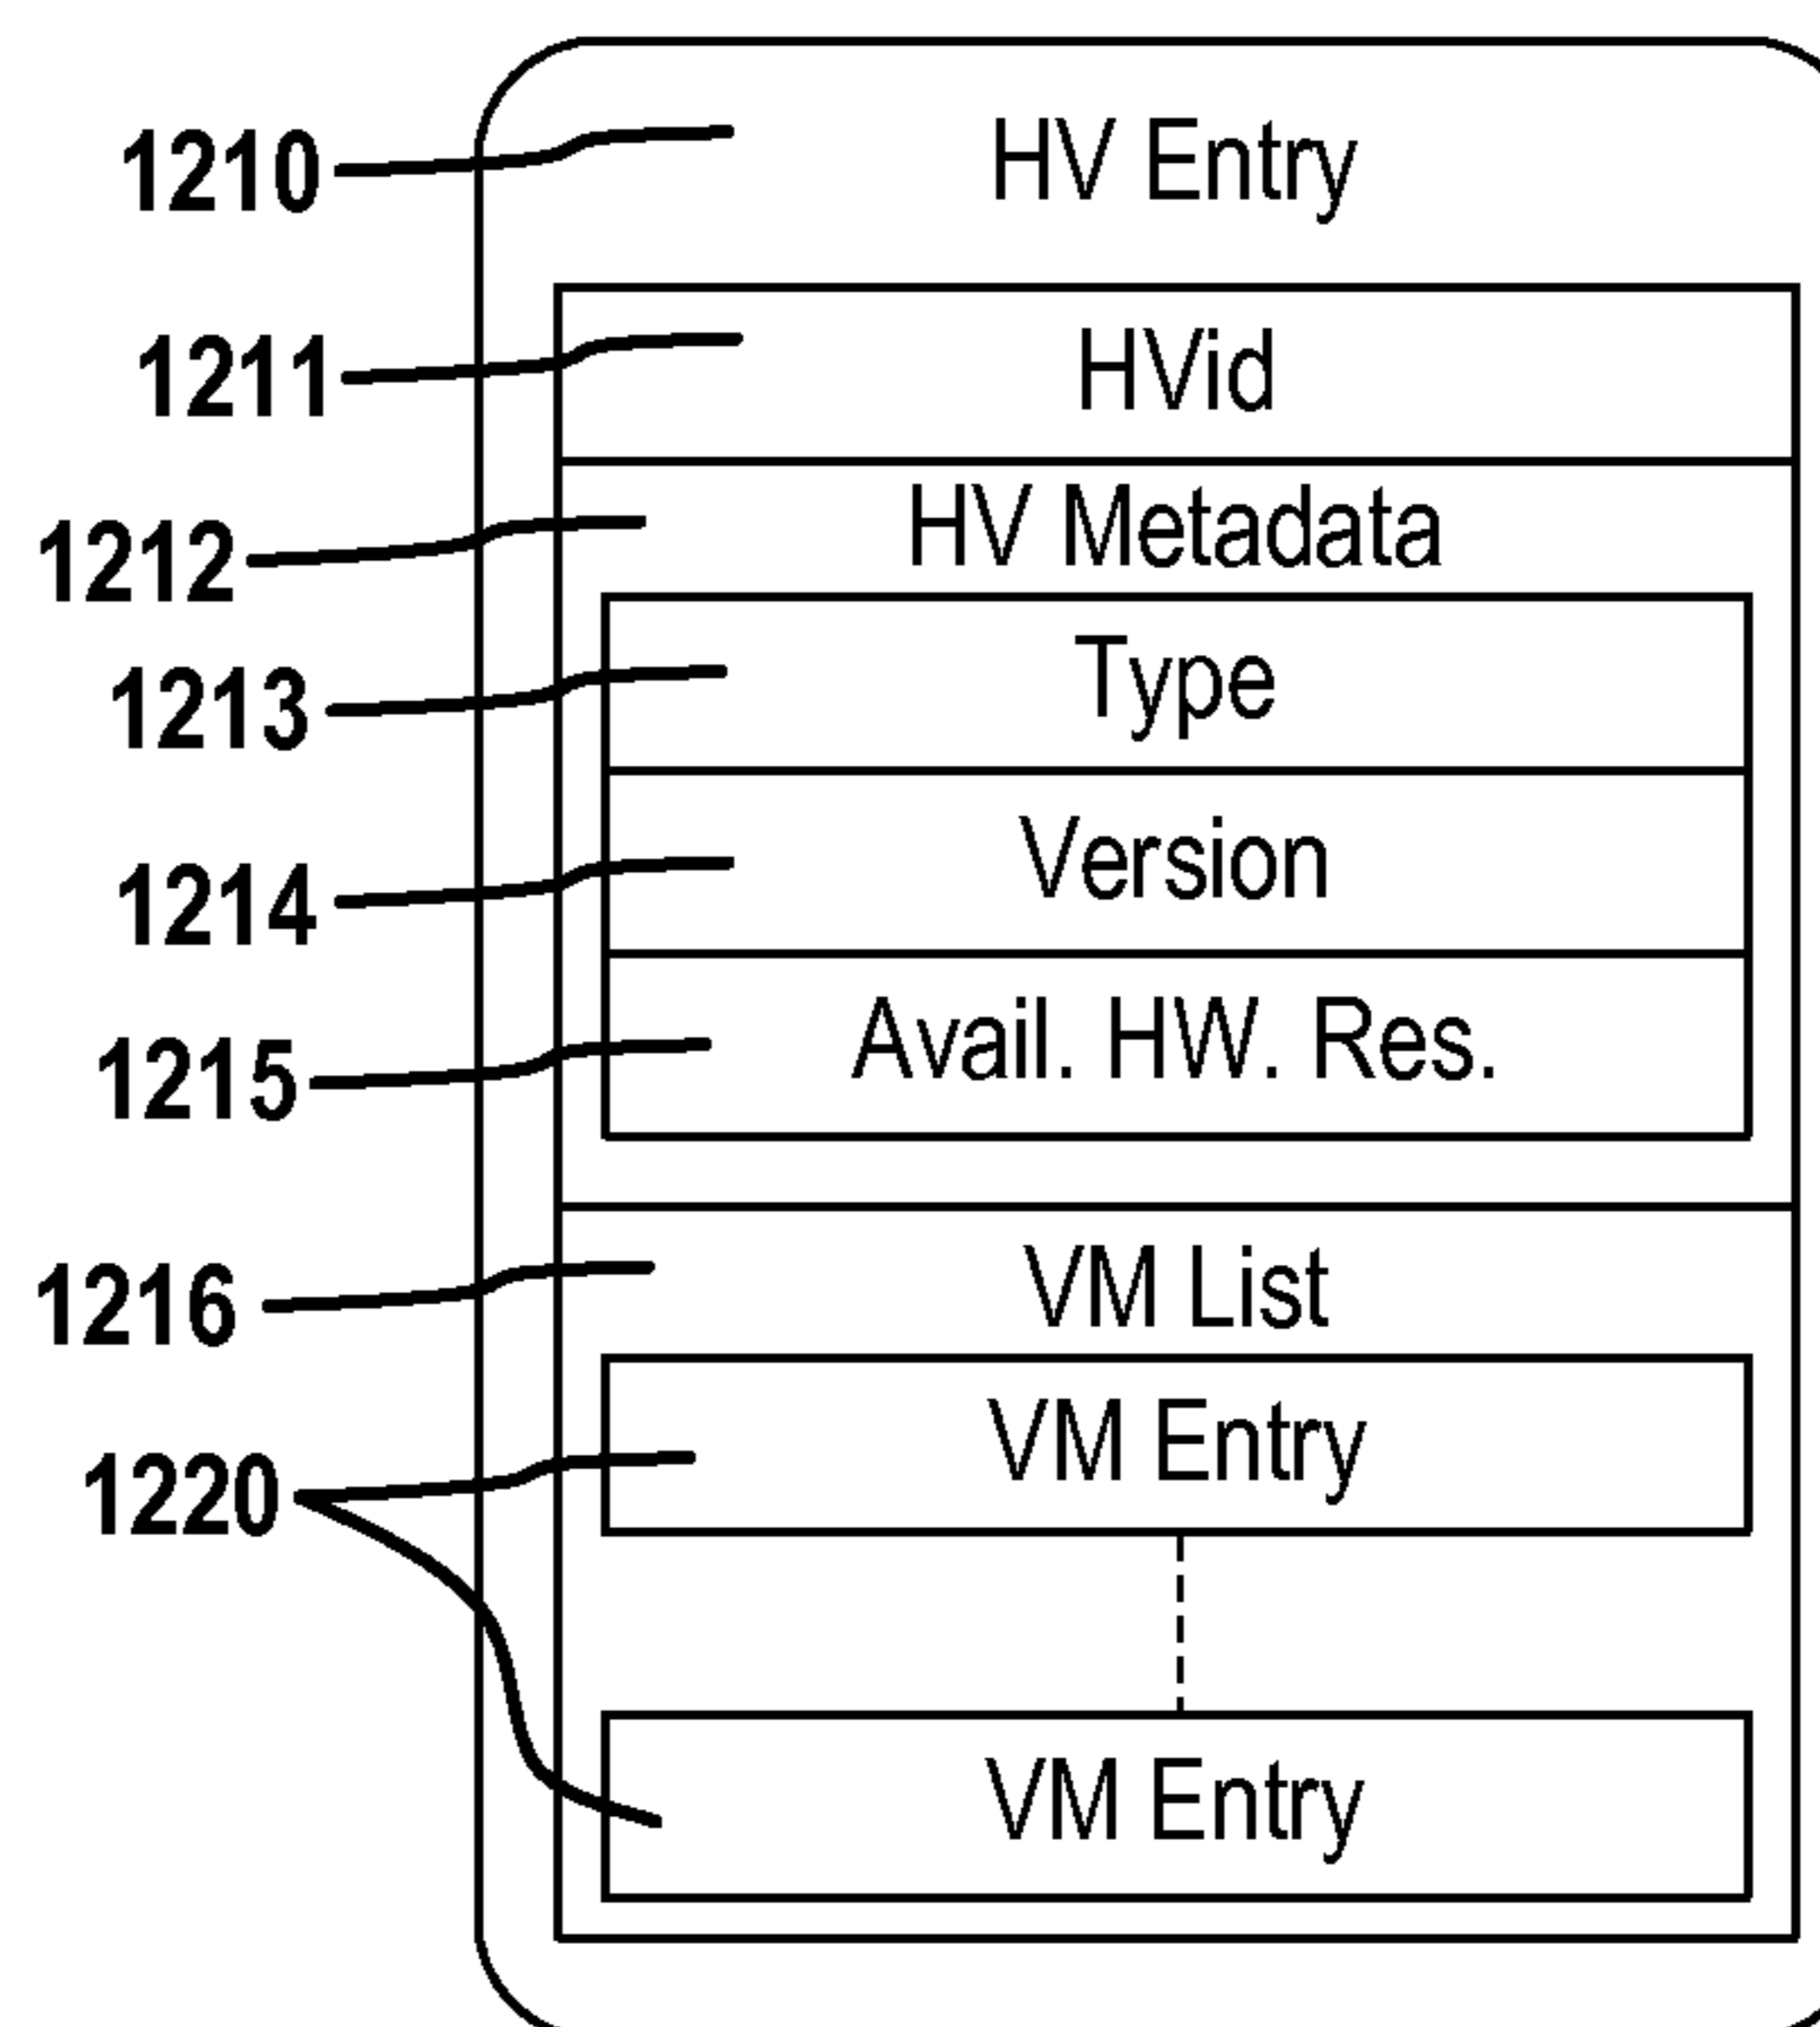 1210 HV Entry
1211 HVid
1212 HV Metadata
1213 Type
1214 Version
1215 Avail. HW. Res.
1216 VM List
1220 VM Entry
VM Entry